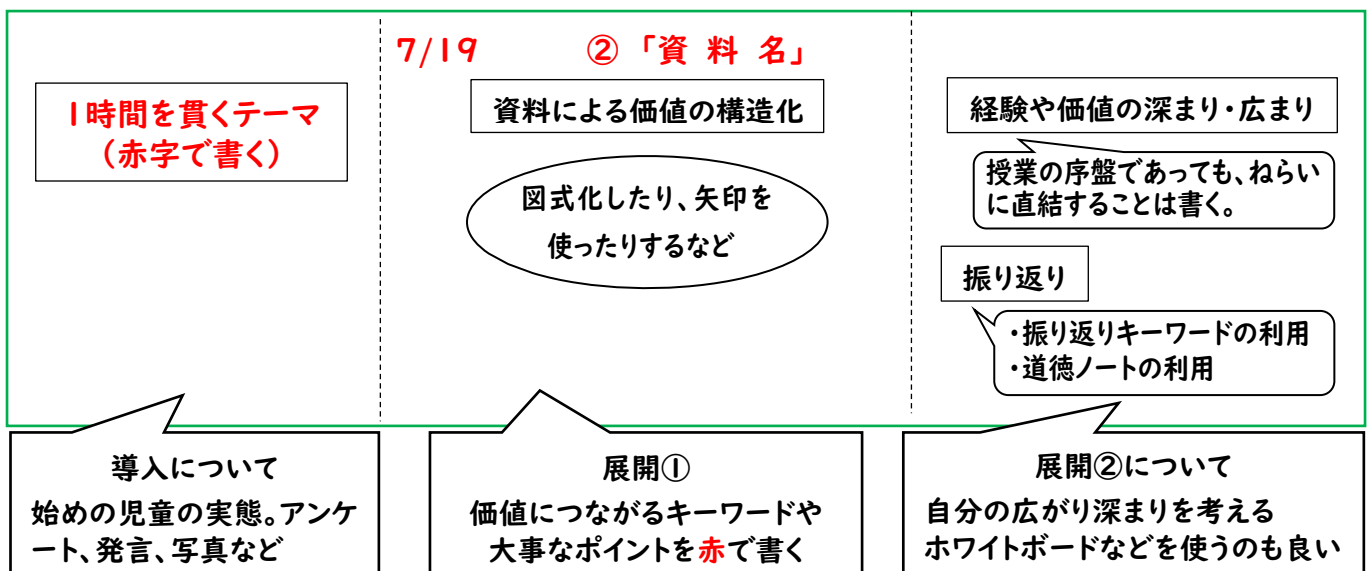 7/19 ②「資 料 名」
1時間を貫くテーマ
(赤字で書く)
資料による価値の構造化
図式化したり、矢印を
使ったりするなど
経験や価値の深まり・広まり
授業の序盤であっても、ねらい
に直結することは書く。
振り返り
・振り返りキーワードの利用
・道徳ノートの利用
導入について
始めの児童の実態。アンケ
ート、発言、写真など
展開①
価値につながるキーワードや
大事なポイントを赤で書く
展開②について
自分の広がり深まりを考える
ホワイトボードなどを使うのも良い